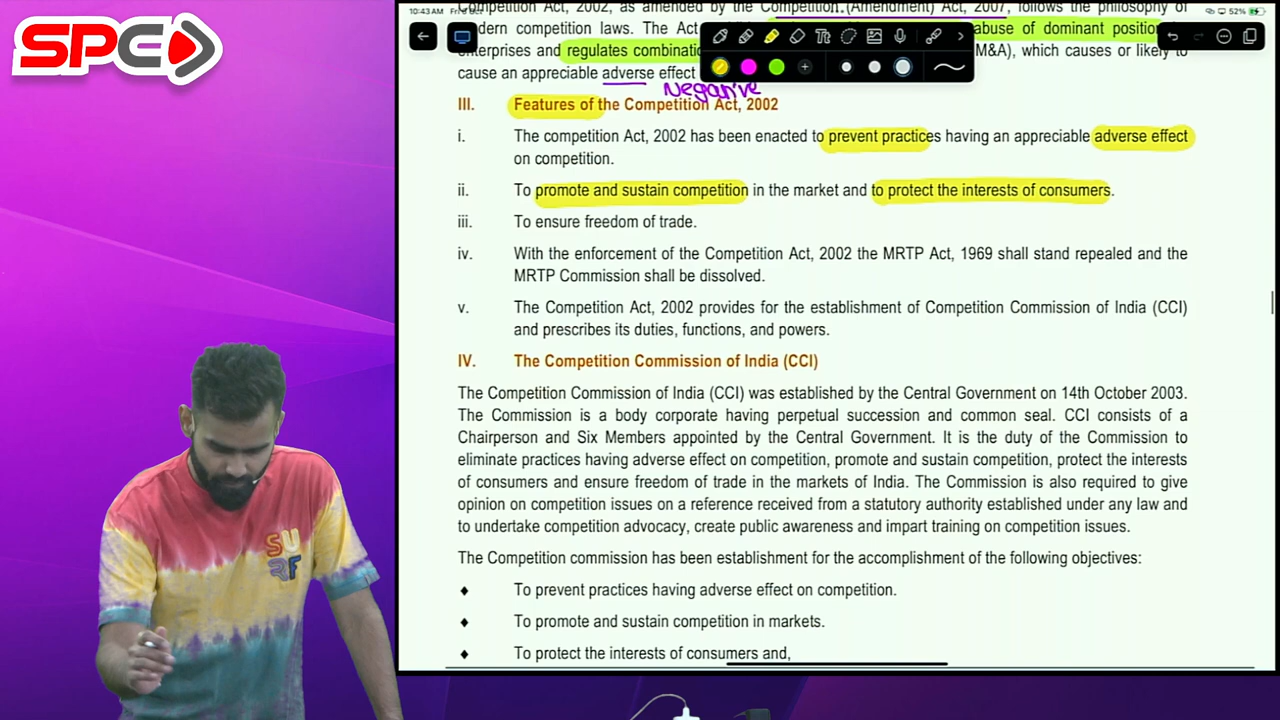 SPC
10:43 AM Fri
52%
Competition Act, 2002, as amended by the Competition (Amendment) Act, 2007, follows the philosophy of
modern competition laws. The Act abuse of dominant position
enterprises and regulates combinatio M&A), which causes or likely to
cause an appreciable adverse effect
Negative
III. Features of the Competition Act, 2002
i. The competition Act, 2002 has been enacted to prevent practices having an appreciable adverse effect
on competition.
ii. To promote and sustain competition in the market and to protect the interests of consumers.
iii. To ensure freedom of trade.
iv. With the enforcement of the Competition Act, 2002 the MRTP Act, 1969 shall stand repealed and the
MRTP Commission shall be dissolved.
v. The Competition Act, 2002 provides for the establishment of Competition Commission of India (CCI)
and prescribes its duties, functions, and powers.
IV. The Competition Commission of India (CCI)
The Competition Commission of India (CCI) was established by the Central Government on 14th October 2003.
The Commission is a body corporate having perpetual succession and common seal. CCI consists of a
Chairperson and Six Members appointed by the Central Government. It is the duty of the Commission to
eliminate practices having adverse effect on competition, promote and sustain competition, protect the interests
of consumers and ensure freedom of trade in the markets of India. The Commission is also required to give
opinion on competition issues on a reference received from a statutory authority established under any law and
to undertake competition advocacy, create public awareness and impart training on competition issues.
The Competition commission has been establishment for the accomplishment of the following objectives:
♦ To prevent practices having adverse effect on competition.
♦ To promote and sustain competition in markets.
♦ To protect the interests of consumers and,
SURF